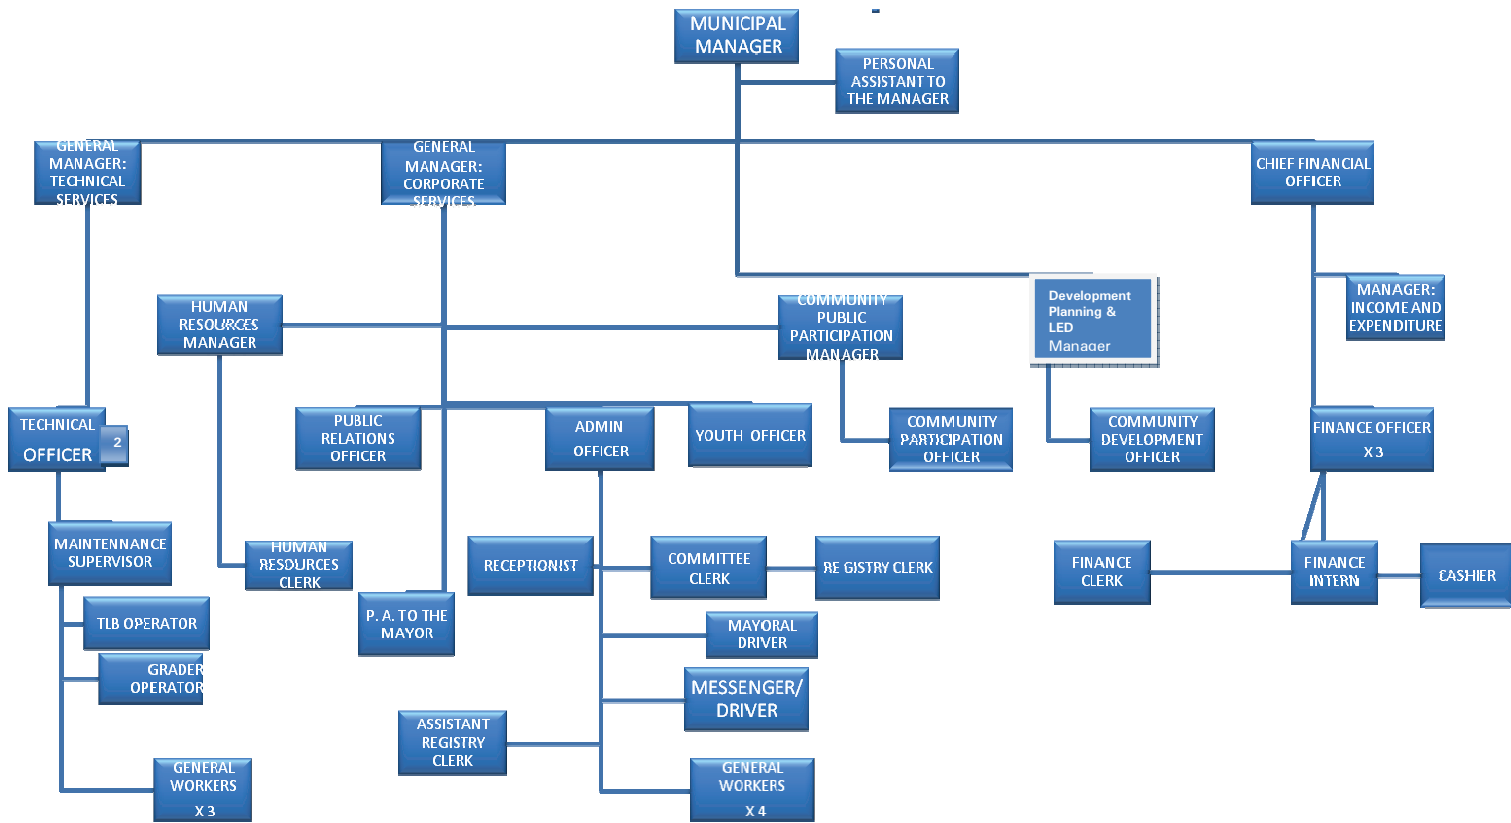 MUNICIPAL
MANAGER
PERSONAL
ASSISTANT TO
THE MANAGER
GENERAL
MANAGER:
TECHNICAL
SERVICES
GENERAL
MANAGER:
CORPORATE
SERVICES
CHIEF FINANCIAL
OFFICER
HUMAN
RESOURCES
MANAGER
COMMUNITY
PUBLIC
PARTICIPATION
MANAGER
Development
Planning &
LED
Manager
MANAGER:
INCOME AND
EXPENDITURE
TECHNICAL
OFFICER
2
PUBLIC
RELATIONS
OFFICER
ADMIN
OFFICER
YOUTH OFFICER
COMMUNITY
PARTICIPATION
OFFICER
COMMUNITY
DEVELOPMENT
OFFICER
FINANCE OFFICER
X 3
MAINTENNANCE
SUPERVISOR
HUMAN
RESOURCES
CLERK
RECEPTIONIST
COMMITTEE
CLERK
REGISTRY CLERK
FINANCE
CLERK
FINANCE
INTERN
CASHIER
TLB OPERATOR
P. A. TO THE
MAYOR
MAYORAL
DRIVER
GRADER
OPERATOR
MESSENGER/
DRIVER
ASSISTANT
REGISTRY
CLERK
GENERAL
WORKERS
X 3
GENERAL
WORKERS
X 4